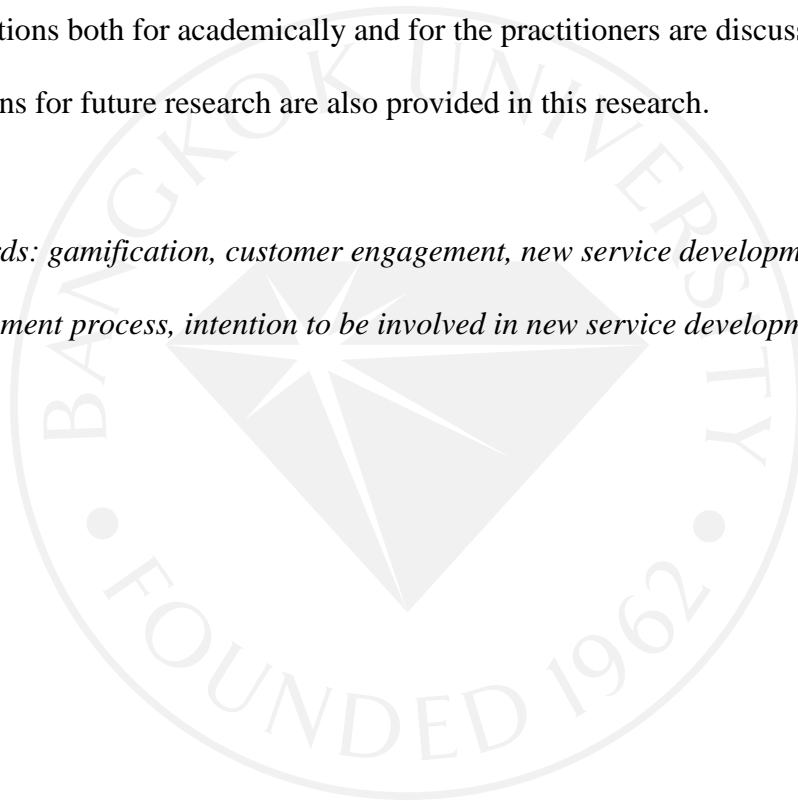 tions both for academically and for the practitioners are discuss
ns for future research are also provided in this research.
rds: gamification, customer engagement, new service developm
ment process, intention to be involved in new service developm
BANGKOK UNIVERSITY
FOUNDED 1962